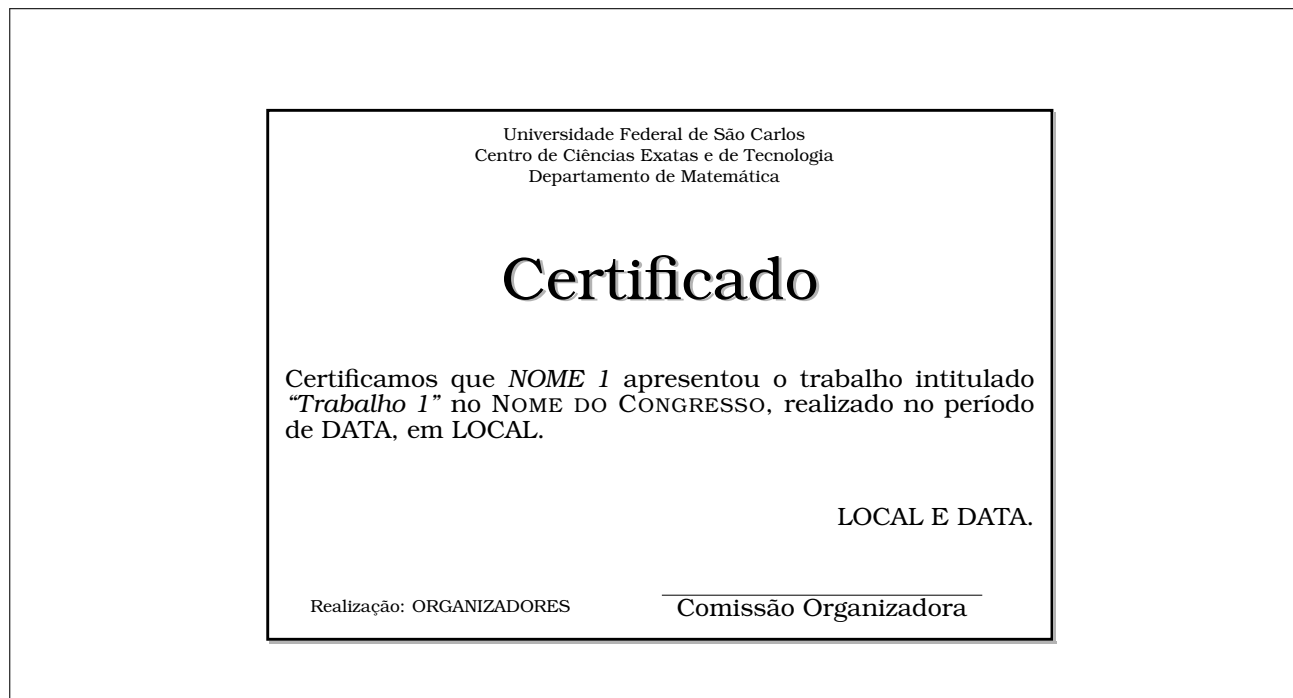 Universidade Federal de São Carlos
Centro de Ciências Exatas e de Tecnologia
Departamento de Matemática
Certificado
Certificamos que NOME 1 apresentou o trabalho intitulado
“Trabalho 1” no NOME DO CONGRESSO, realizado no período
de DATA, em LOCAL.
LOCAL E DATA.
Realização: ORGANIZADORES
Comissão Organizadora